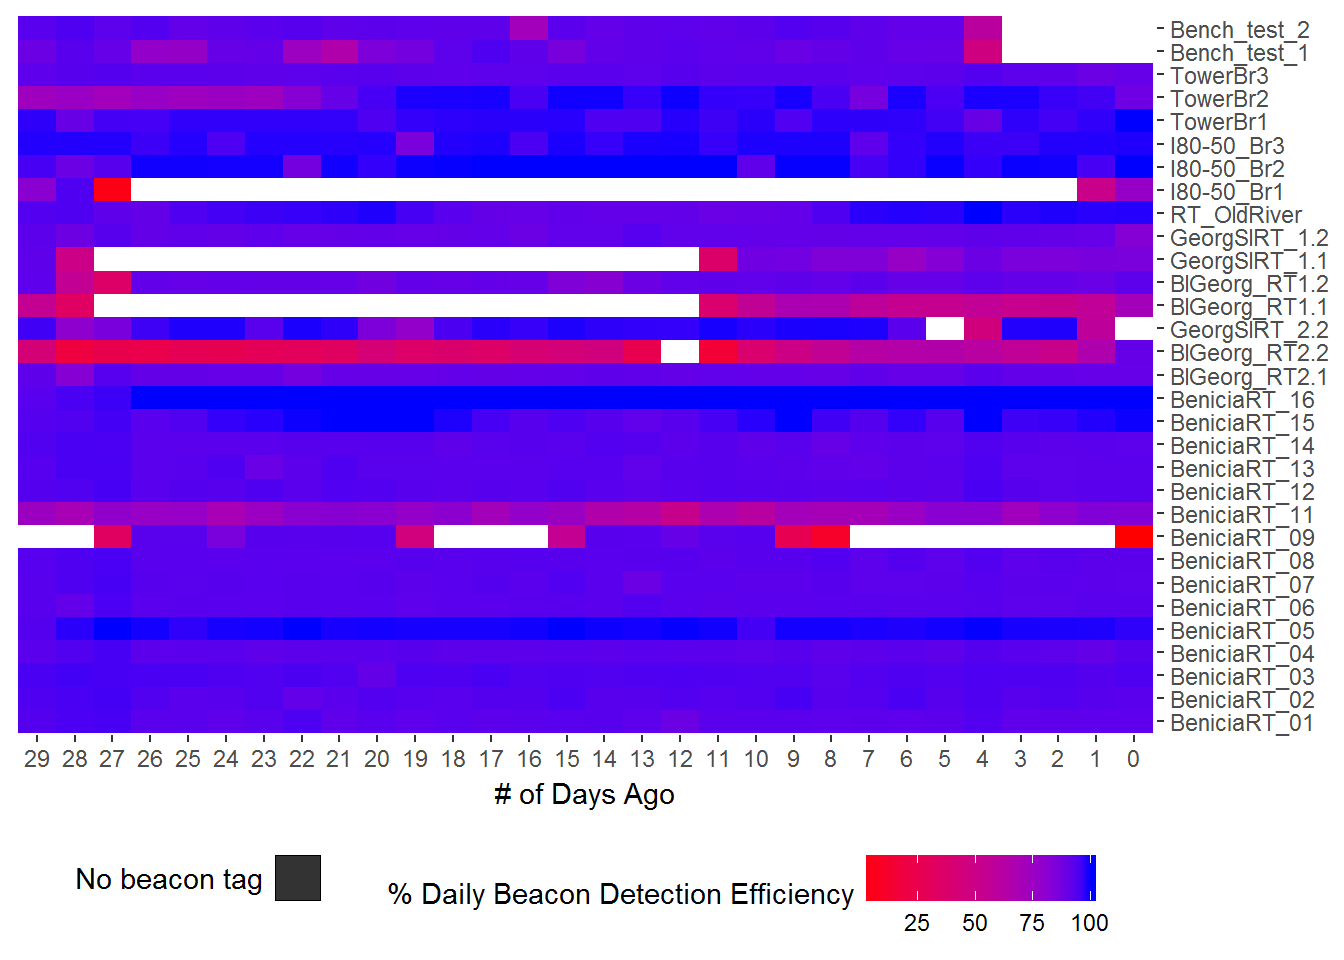 Bench_test_2
Bench_test_1
TowerBr3
TowerBr2
TowerBr1
I80-50_Br3
I80-50_Br2
I80-50_Br1
RT_OldRiver
GeorgSlRT_1.2
GeorgSlRT_1.1
BlGeorg_RT1.2
BlGeorg_RT1.1
GeorgSlRT_2.2
BlGeorg_RT2.2
BlGeorg_RT2.1
BeniciaRT_16
BeniciaRT_15
BeniciaRT_14
BeniciaRT_13
BeniciaRT_12
BeniciaRT_11
BeniciaRT_09
BeniciaRT_08
BeniciaRT_07
BeniciaRT_06
BeniciaRT_05
BeniciaRT_04
BeniciaRT_03
BeniciaRT_02
BeniciaRT_01
29 28 27 26 25 24 23 22 21 20 19 18 17 16 15 14 13 12 11 10 9 8 7 6 5 4 3 2 1 0
# of Days Ago
No beacon tag
% Daily Beacon Detection Efficiency
25 50 75 100